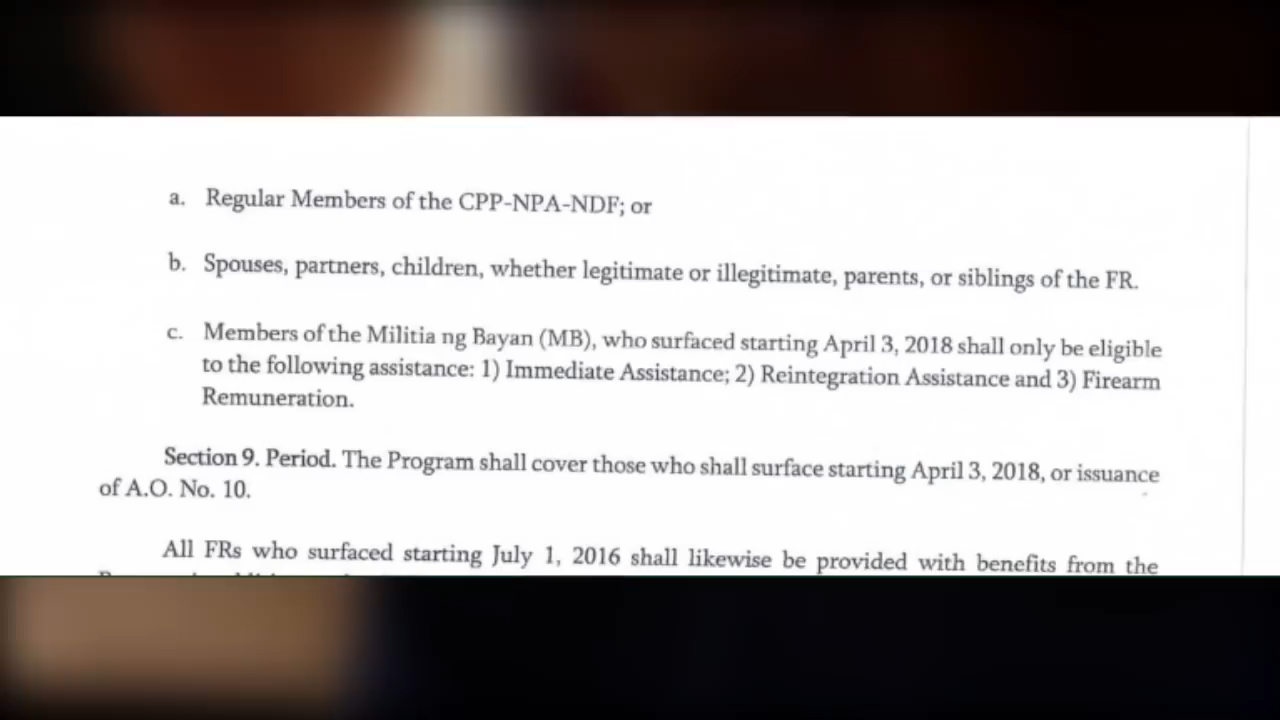 a. Regular Members of the CPP-NPA-NDF; or
b. Spouses, partners, children, whether legitimate or illegitimate, parents, or siblings of the FR.
c. Members of the Militia ng Bayan (MB), who surfaced starting April 3, 2018 shall only be eligible
to the following assistance: 1) Immediate Assistance; 2) Reintegration Assistance and 3) Firearm
Remuneration.
Section 9. Period. The Program shall cover those who shall surface starting April 3, 2018, or issuance
of A.O. No. 10.
All FRs who surfaced starting July 1, 2016 shall likewise be provided with benefits from the